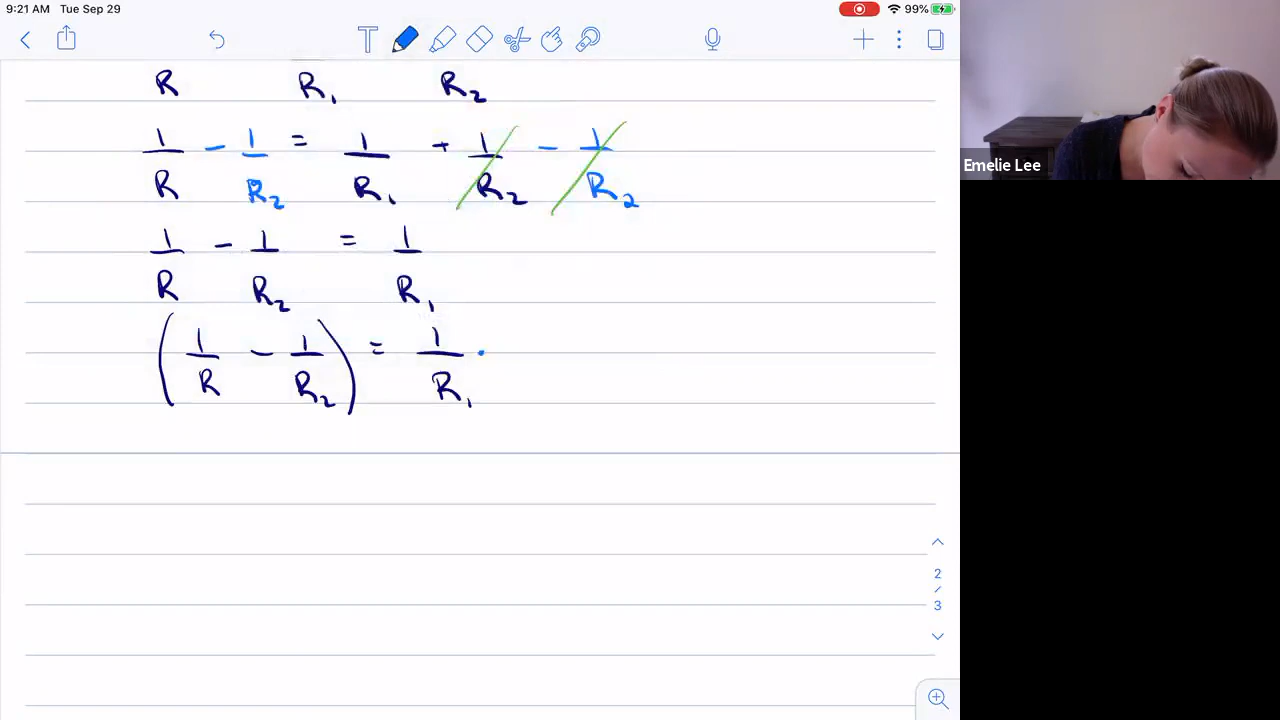 9:21 AM Tue Sep 29
99%
T
R R₁ R₂
1/R - 1/R₂ = 1/R₁ + 1/R₂ - 1/R₂
1/R - 1/R₂ = 1/R₁
(1/R - 1/R₂) = 1/R₁ ·
Emelie Lee
2
/
3